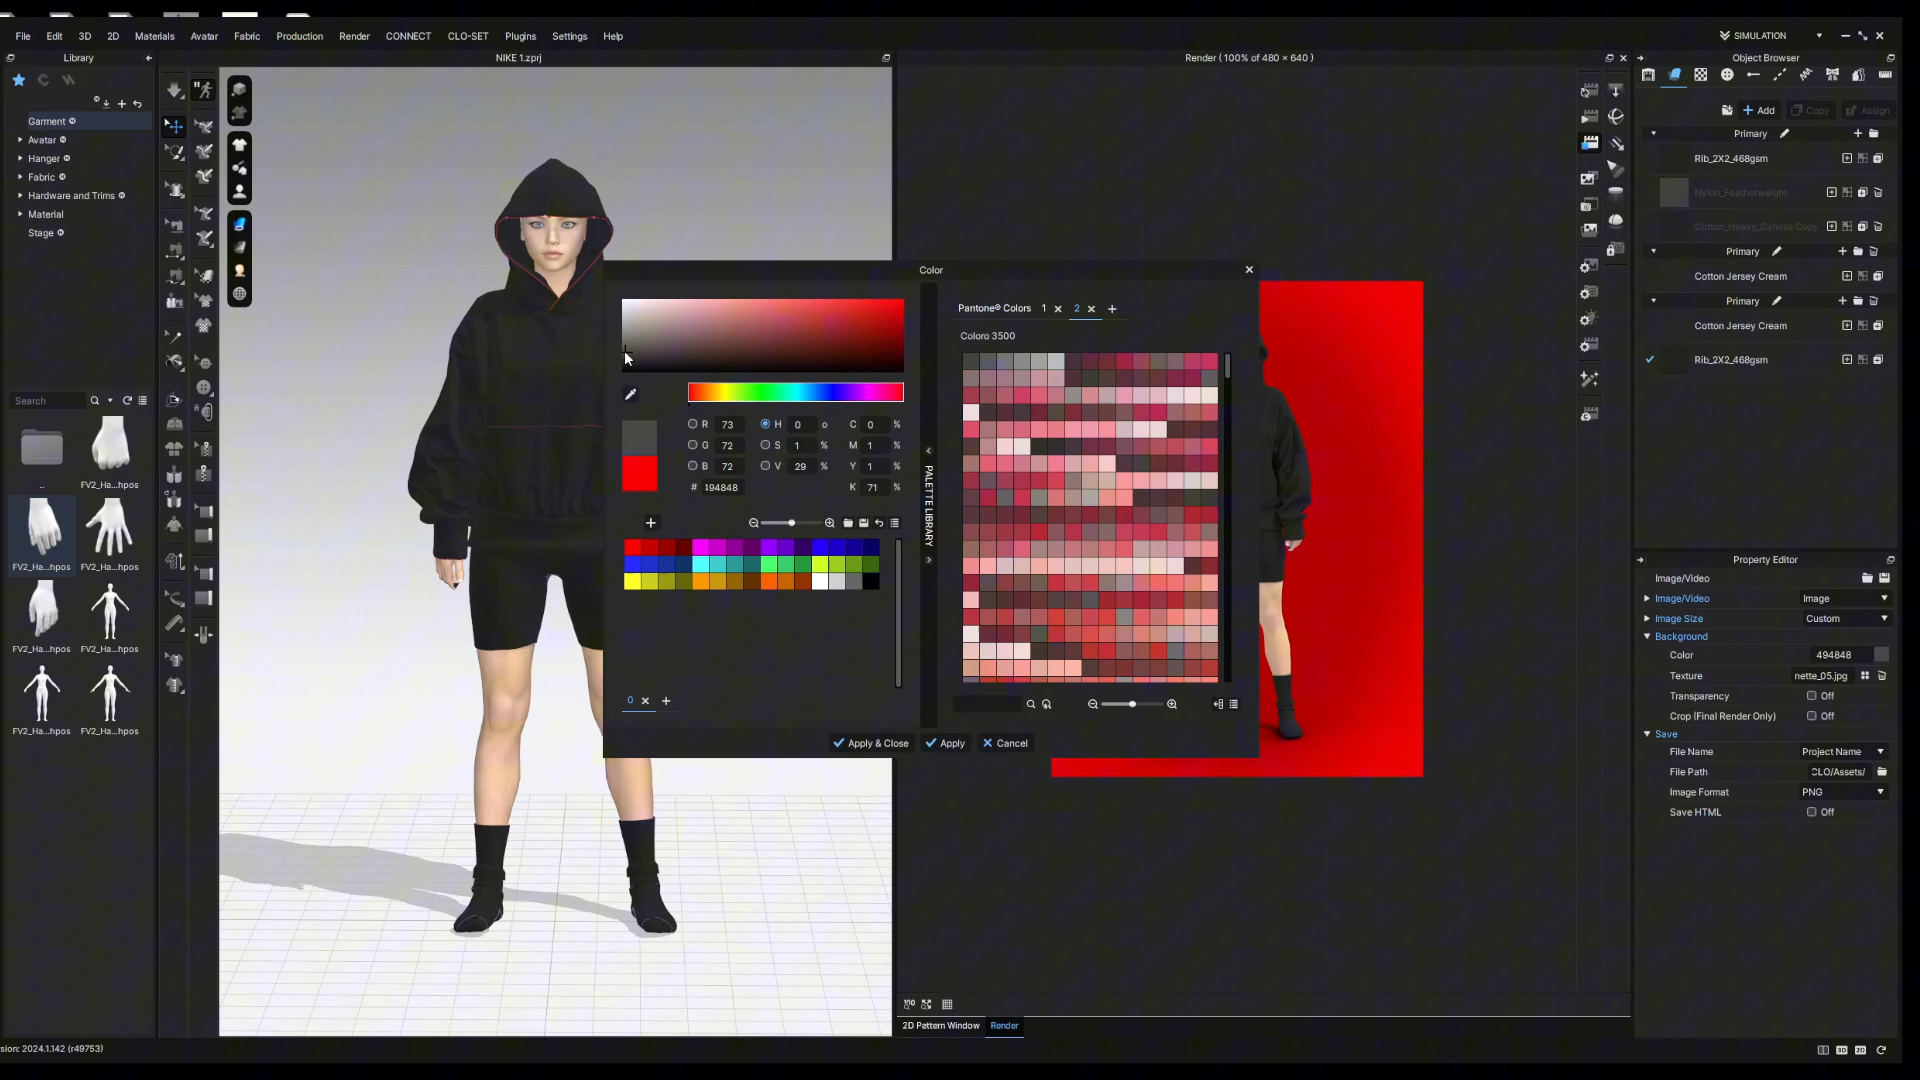 File Edit 3D 2D Materials Avatar Fabric Production Render CONNECT CLO-SET Plugins Settings Help
SIMULATION
Library
NIKE 1.zprj
Render ( 100% of 480 × 640 )
Object Browser
Garment
Avatar
Hanger
Fabric
Hardware and Trims
Material
Stage
Search
..
FV2_Ha...hpos
FV2_Ha...hpos FV2_Ha...hpos
FV2_Ha...hpos FV2_Ha...hpos
FV2_Ha...hpos FV2_Ha...hpos
Color
R 73 H 0 o C 0 %
G 72 S 1 % M 1 %
B 72 V 29 % Y 1 %
# 194848 K 71 %
0
PALETTE LIBRARY
Pantone® Colors 1 2
Coloro 3500
Apply & Close Apply Cancel
2D Pattern Window Render
+ Add Copy Assign
Primary
Rib_2X2_468gsm
Nylon_Featherweight
Cotton_Heavy_Canvas Copy
Primary
Cotton Jersey Cream
Primary
Cotton Jersey Cream
Rib_2X2_468gsm
Property Editor
Image/Video
Image/Video Image
Image Size Custom
Background
Color 494848
Texture nette_05.jpg
Transparency Off
Crop (Final Render Only) Off
Save
File Name Project Name
File Path CLO/Assets/
Image Format PNG
Save HTML Off
sion: 2024.1.142 (r49753)
3D 2D